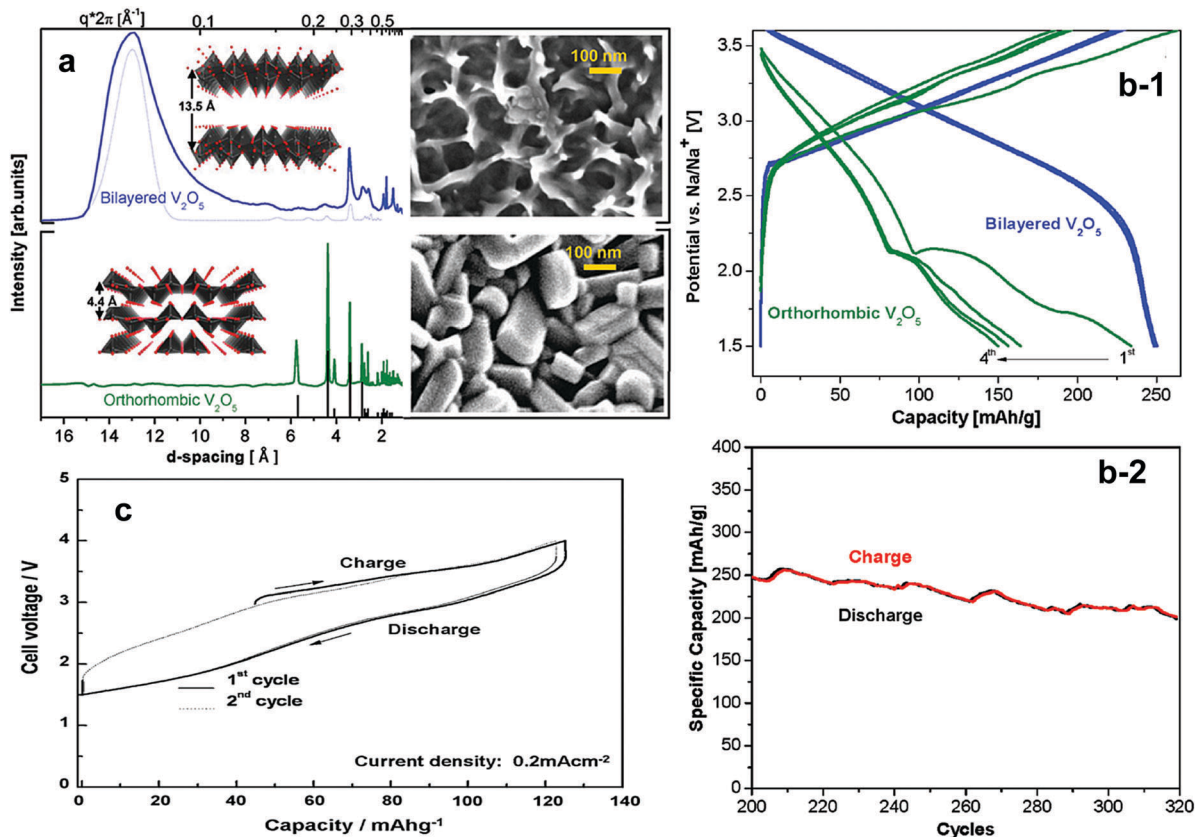 q*2π [Å⁻¹] 0.1 0.2 0.3 0.5
a
13.5 Å
Bilayered V₂O₅
100 nm
Intensity [arb.units]
4.4 Å
Orthorhombic V₂O₅
100 nm
16 14 12 10 8 6 4 2
d-spacing [ Å ]
b-1
3.5
3.0
2.5
2.0
1.5
Potential vs. Na/Na⁺ [V]
Bilayered V₂O₅
Orthorhombic V₂O₅
4ᵗʰ 1ˢᵗ
0 50 100 150 200 250
Capacity [mAh/g]
c
5
4
3
2
1
0
Cell voltage / V
Charge
Discharge
1ˢᵗ cycle
2ⁿᵈ cycle
Current density: 0.2mAcm⁻²
0 20 40 60 80 100 120 140
Capacity / mAhg⁻¹
b-2
400
350
300
250
200
150
100
50
0
Specific Capacity [mAh/g]
Charge
Discharge
200 220 240 260 280 300 320
Cycles